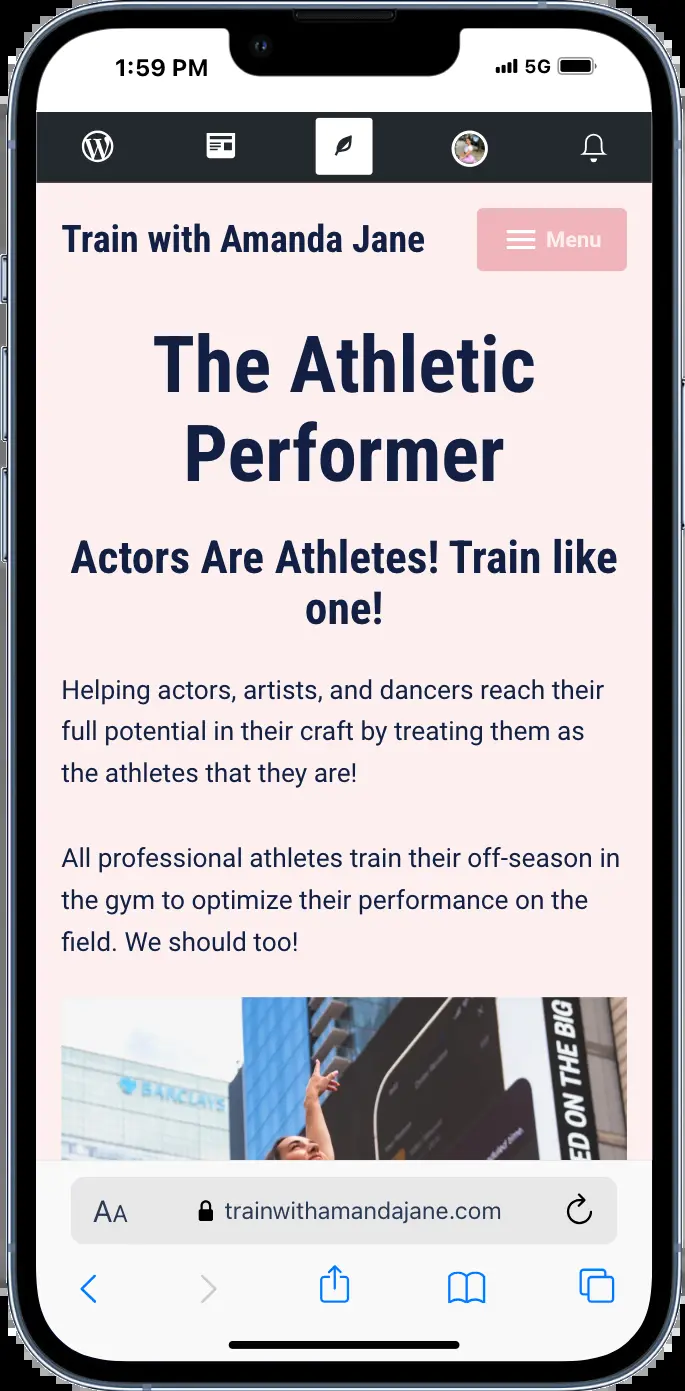 1:59 PM 5G
Train with Amanda Jane Menu
The Athletic
Performer
Actors Are Athletes! Train like
one!
Helping actors, artists, and dancers reach their
full potential in their craft by treating them as
the athletes that they are!
All professional athletes train their off-season in
the gym to optimize their performance on the
field. We should too!
BARCLAYS
ED ON THE BIG
AA trainwithamandajane.com